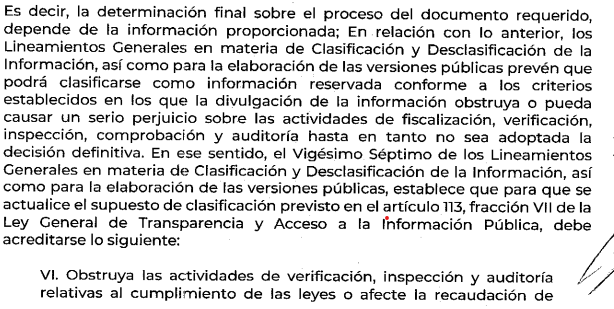 Es decir, la determinación final sobre el proceso del documento requerido,
depende de la información proporcionada; En relación con lo anterior, los
Lineamientos Generales en materia de Clasificación y Desclasificación de la
Información, así como para la elaboración de las versiones públicas prevén que
podrá clasificarse como información reservada conforme a los criterios
establecidos en los que la divulgación de la información obstruya o pueda
causar un serio perjuicio sobre las actividades de fiscalización, verificación,
inspección, comprobación y auditoría hasta en tanto no sea adoptada la
decisión definitiva. En ese sentido, el Vigésimo Séptimo de los Lineamientos
Generales en materia de Clasificación y Desclasificación de la Información, así
como para la elaboración de las versiones públicas, establece que para que se
actualice el supuesto de clasificación previsto en el artículo 113, fracción VII de la
Ley General de Transparencia y Acceso a la Información Pública, debe
acreditarse lo siguiente:
VI. Obstruya las actividades de verificación, inspección y auditoría
relativas al cumplimiento de las leyes o afecte la recaudación de